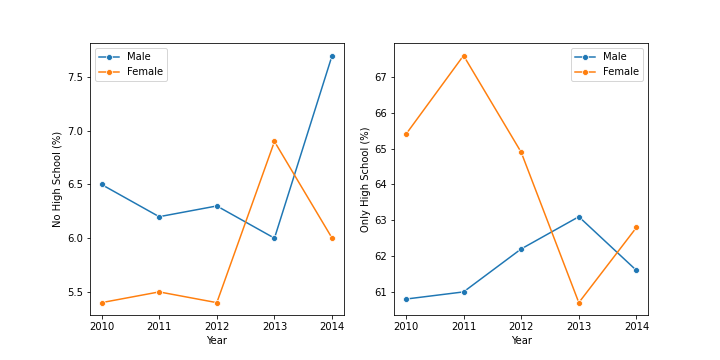 Male
Female
No High School (%)
7.5
7.0
6.5
6.0
5.5
2010 2011 2012 2013 2014
Year
Male
Female
Only High School (%)
67
66
65
64
63
62
61
2010 2011 2012 2013 2014
Year